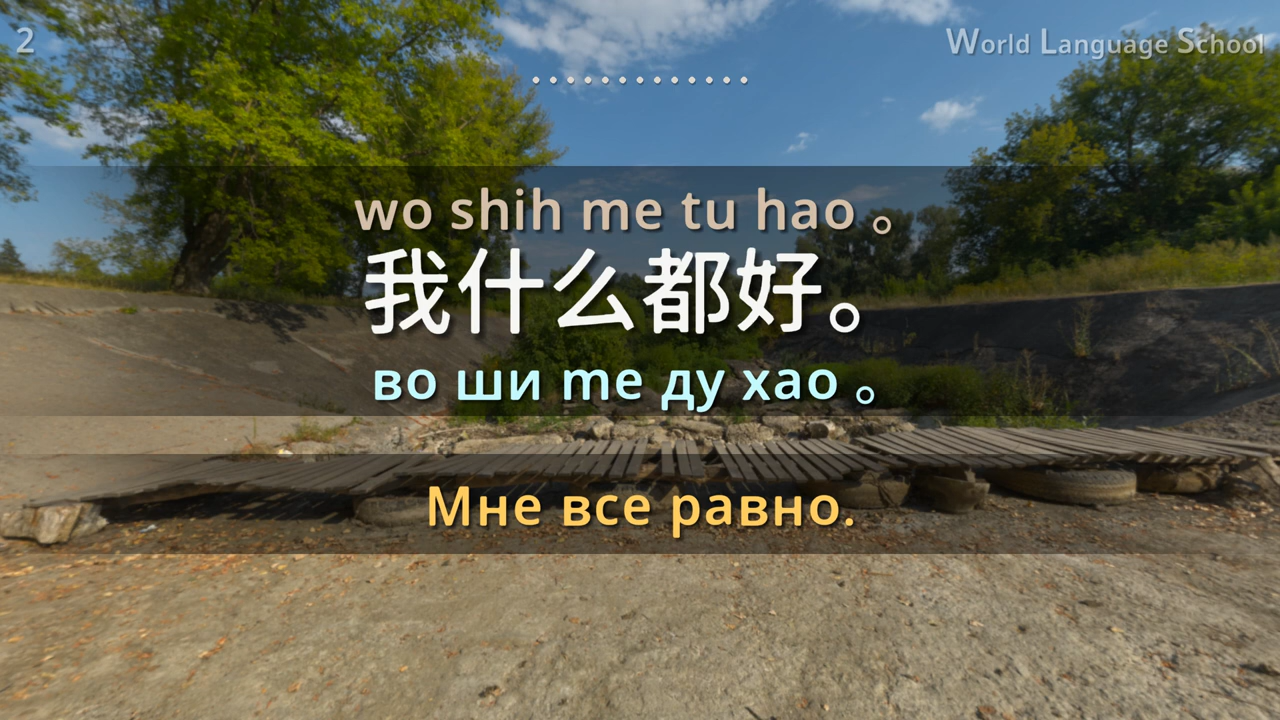 2
World Language School
wo shih me tu hao 。
我什么都好。
во ши me ду хао 。
Мне все равно.